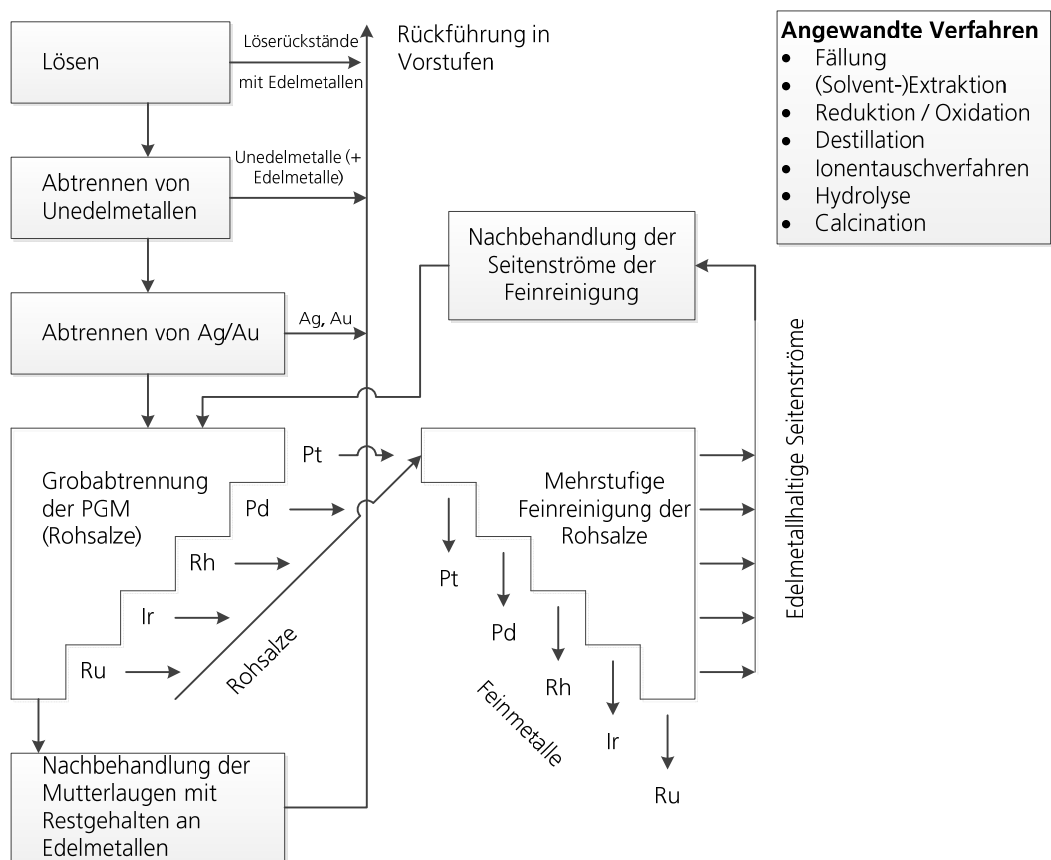 Lösen
Löserückstände
mit Edelmetallen
Rückführung in
Vorstufen
Angewandte Verfahren
• Fällung
• (Solvent-)Extraktion
• Reduktion / Oxidation
• Destillation
• Ionentauschverfahren
• Hydrolyse
• Calcination
Abtrennen von
Unedelmetallen
Unedelmetalle (+
Edelmetalle)
Nachbehandlung der
Seitenströme der
Feinreinigung
Abtrennen von Ag/Au
Ag, Au
Edelmetallhaltige Seitenströme
Grobabtrennung
der PGM
(Rohsalze)
Pt
Pd
Rh
Ir
Ru
Rohsalze
Mehrstufige
Feinreinigung der
Rohsalze
Pt
Pd
Rh
Ir
Ru
Feinmetalle
Nachbehandlung der
Mutterlaugen mit
Restgehalten an
Edelmetallen